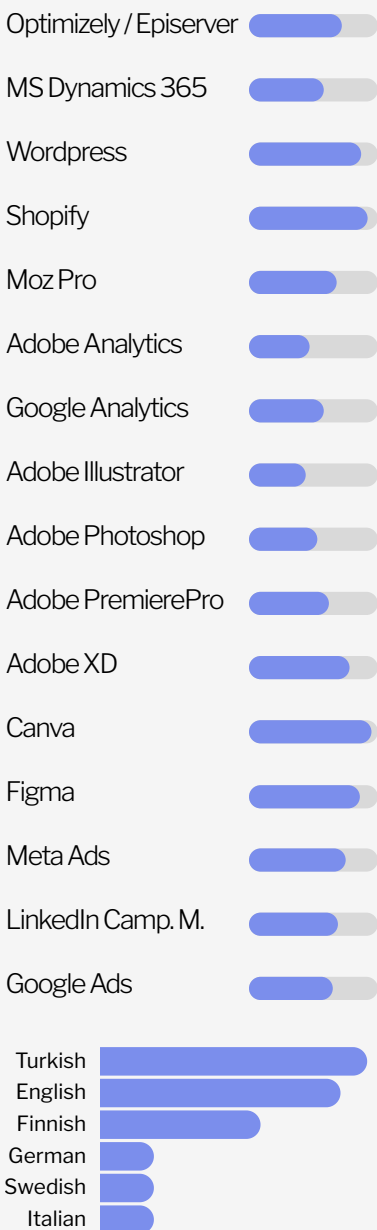 Optimizely / Episerver
MS Dynamics 365
Wordpress
Shopify
Moz Pro
Adobe Analytics
Google Analytics
Adobe Illustrator
Adobe Photoshop
Adobe PremierePro
Adobe XD
Canva
Figma
Meta Ads
LinkedIn Camp. M.
Google Ads
Turkish
English
Finnish
German
Swedish
Italian